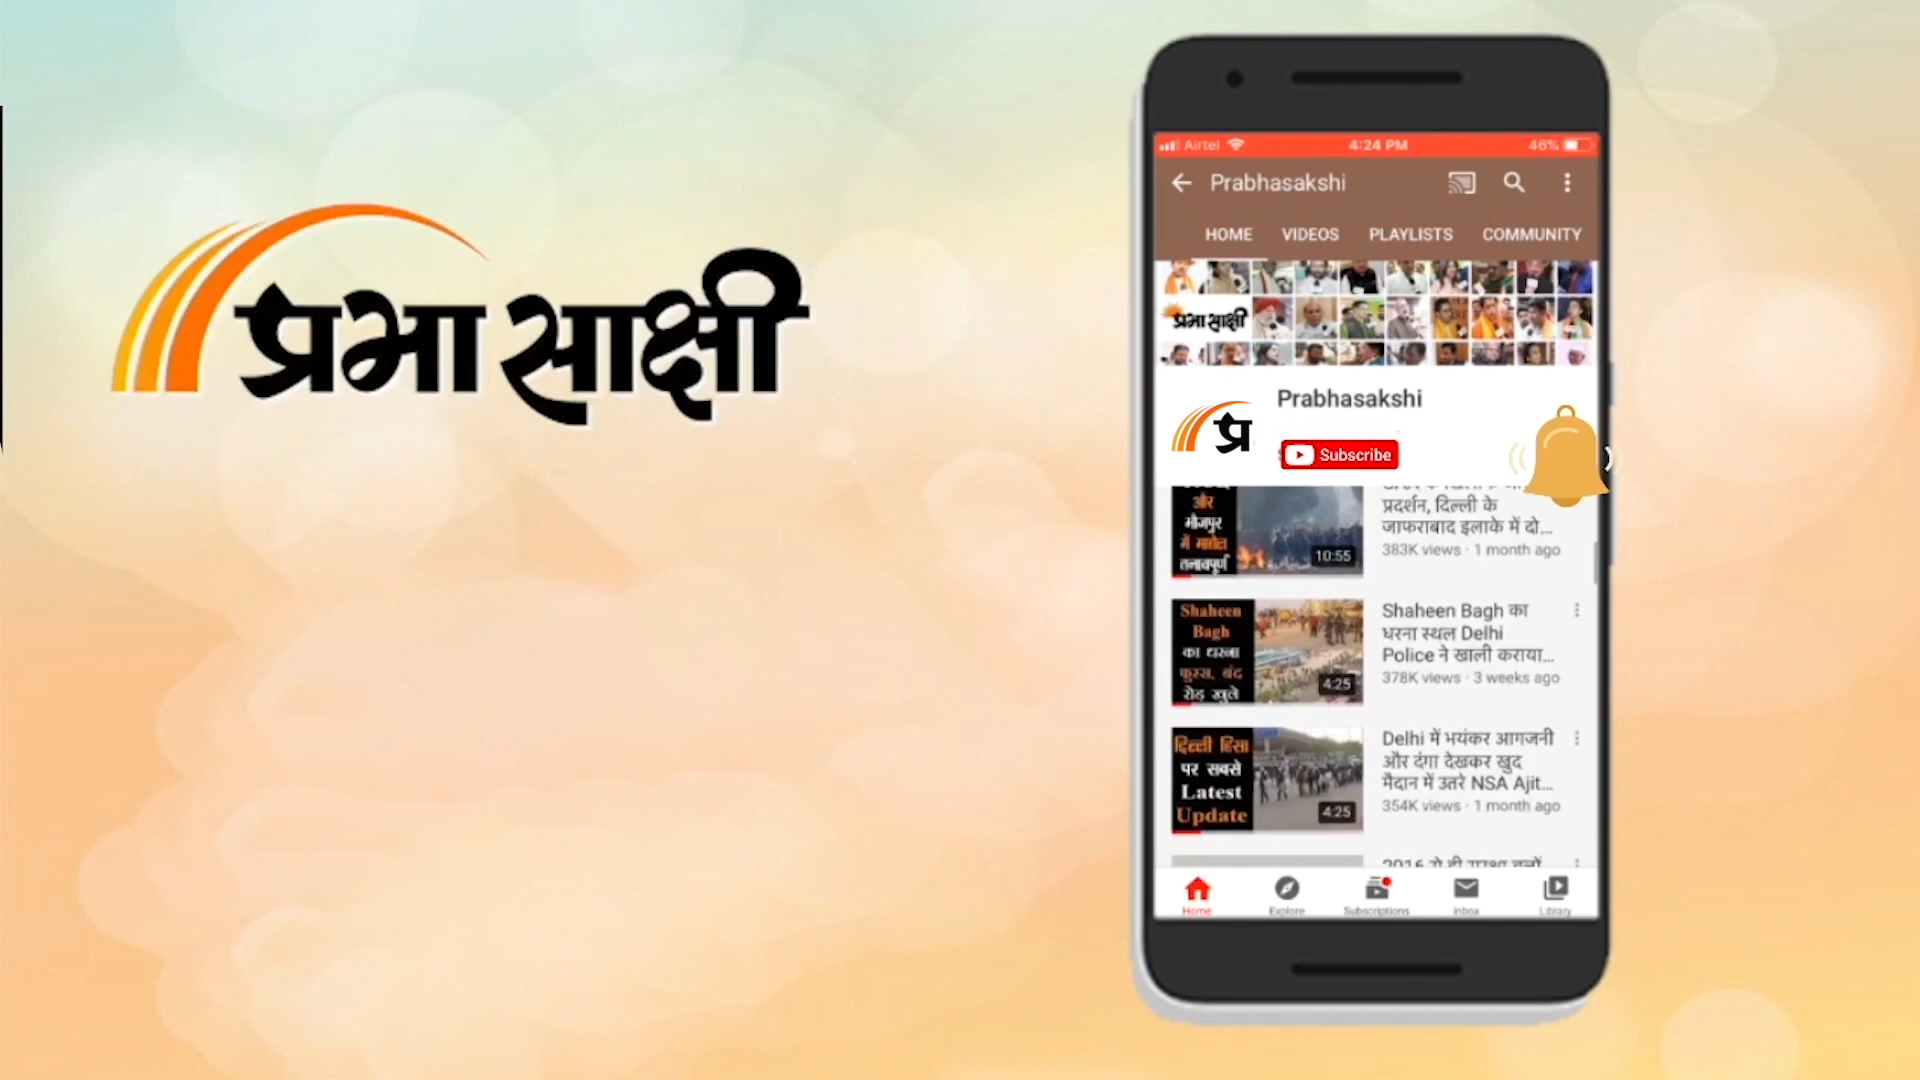 प्रभासाक्षी
Airtel 4:24 PM 46%
Prabhasakshi
HOME VIDEOS PLAYLISTS COMMUNITY
प्रभासाक्षी
Prabhasakshi
प्र
Subscribe
और
मौजपुर
में माहौल
तनावपूर्ण
10:55
प्रदर्शन, दिल्ली के
जाफराबाद इलाके में दो...
383K views · 1 month ago
Shaheen
Bagh
का धरना
फुस्स, बंद
रोड़ खुले
4:25
Shaheen Bagh का
धरना स्थल Delhi
Police ने खाली कराया...
378K views · 3 weeks ago
दिल्ली हिंसा
पर सबसे
Latest
Update
4:25
Delhi में भयंकर आगजनी
और दंगा देखकर खुद
मैदान में उतरे NSA Ajit...
354K views · 1 month ago
Home Explore Subscriptions Inbox Library